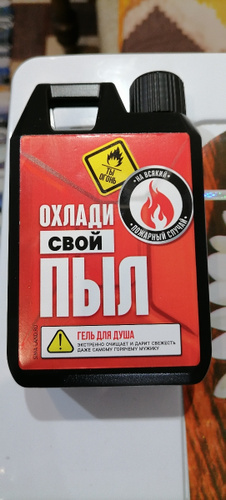 ТЫ
ОГОНЬ
НА ВСЯКИЙ
ПОЖАРНЫЙ СЛУЧАЙ
ОХЛАДИ
СВОЙ
ПЫЛ
ГЕЛЬ ДЛЯ ДУША
ЭКСТРЕННО ОЧИЩАЕТ И ДАРИТ СВЕЖЕСТЬ
ДАЖЕ САМОМУ ГОРЯЧЕМУ МУЖИКУ